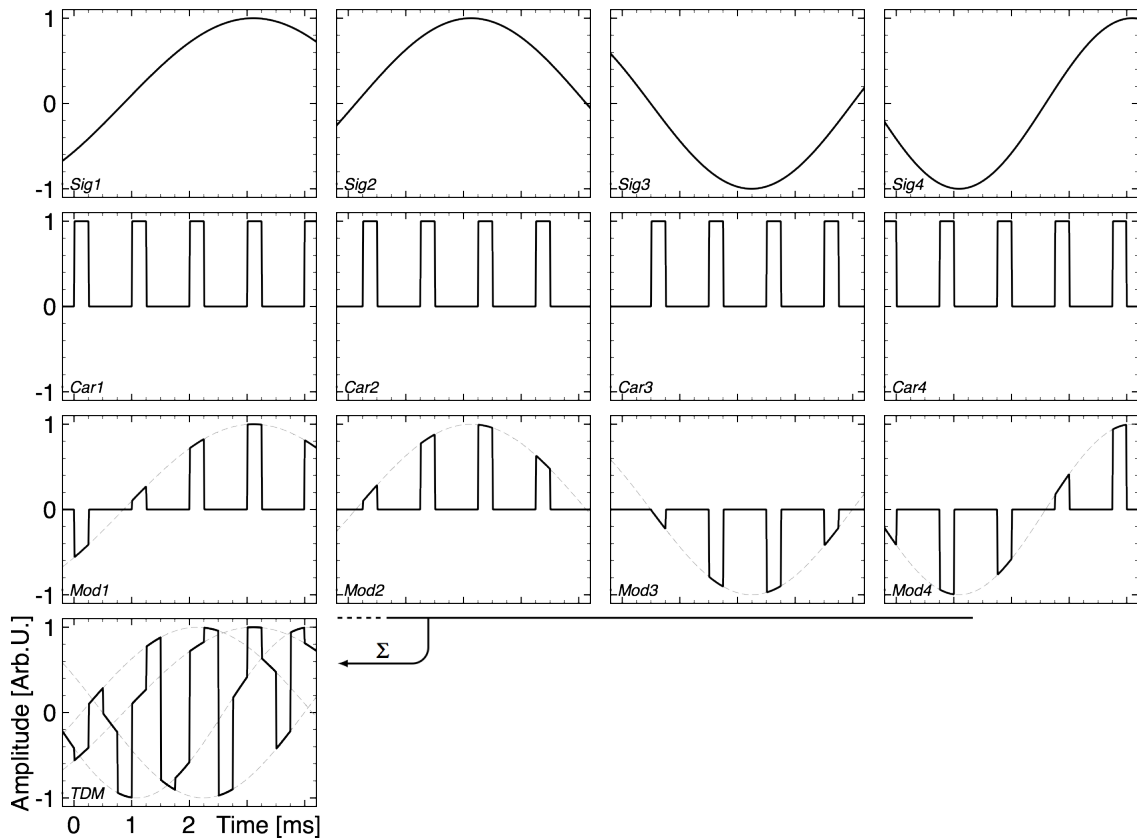 1
0
-1
Sig1
Sig2
Sig3
Sig4
1
0
-1
Car1
Car2
Car3
Car4
1
0
-1
Mod1
Mod2
Mod3
Mod4
Amplitude [Arb.U.]
1
0
-1
TDM
Σ
0 1 2 Time [ms]